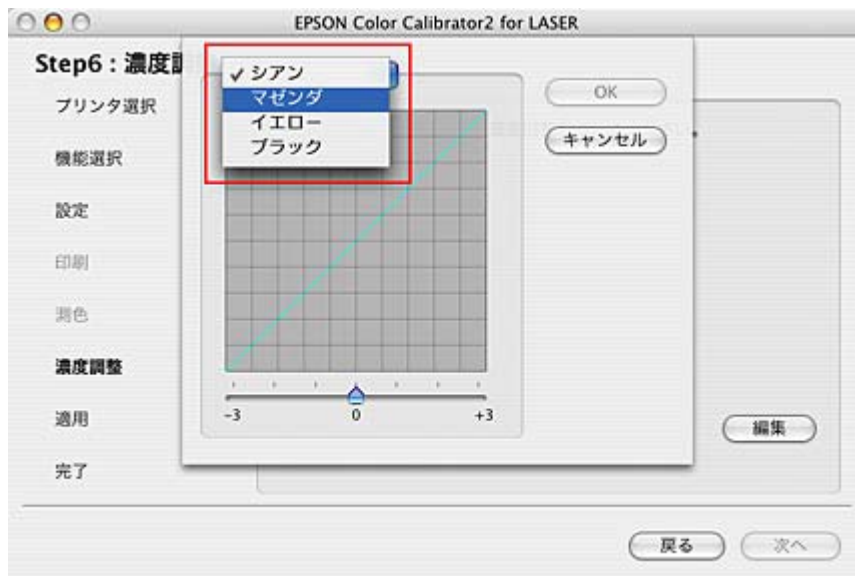 EPSON Color Calibrator2 for LASER
Step6 : 濃度調
プリンタ選択
機能選択
設定
印刷
測色
濃度調整
適用
完了
✓ シアン
マゼンダ
イエロー
ブラック
OK
キャンセル
-3 0 +3
編集
戻る 次へ